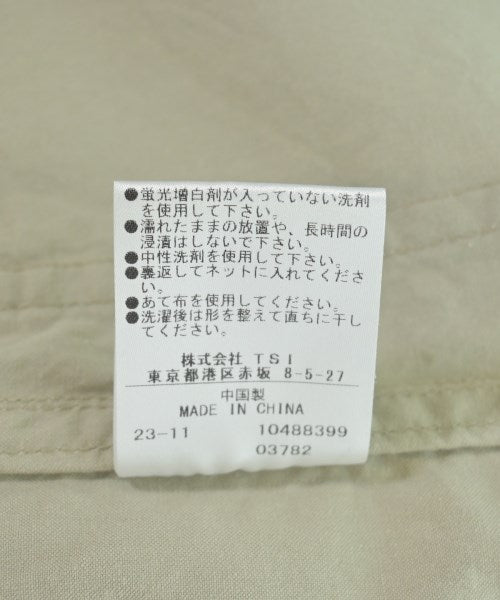 ●蛍光増白剤が入っていない洗剤
を使用して下さい。
●濡れたままの放置や、長時間の
浸漬はしないで下さい。
●中性洗剤を使用して下さい。
●裏返してネットに入れてくださ
い。
●あて布を使用してください。
●洗濯後は形を整えて直ちに干し
てください。
株式会社 TSI
東京都港区赤坂 8-5-27
中国製
MADE IN CHINA
23-11 10488399
03782